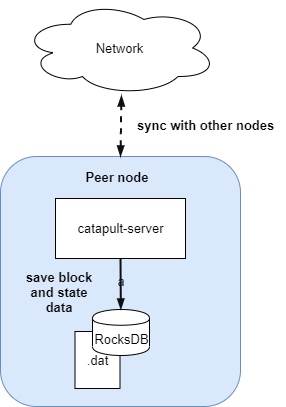 Network
sync with other nodes
Peer node
catapult-server
save block
and state
data
a
RocksDB
.dat